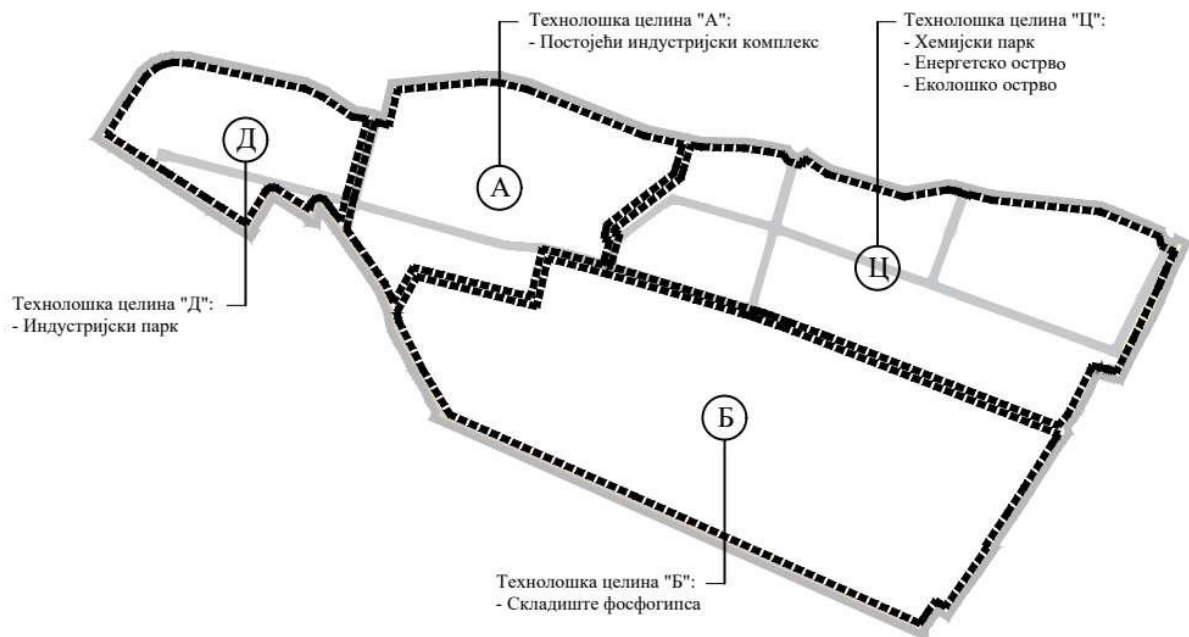 Технолошка целина "А":
- Постојећи индустријски комплекс
Технолошка целина "Ц":
- Хемијски парк
- Енергетско острво
- Еколошко острво
Д
А
Ц
Технолошка целина "Д":
- Индустријски парк
Б
Технолошка целина "Б":
- Складиште фосфогипса